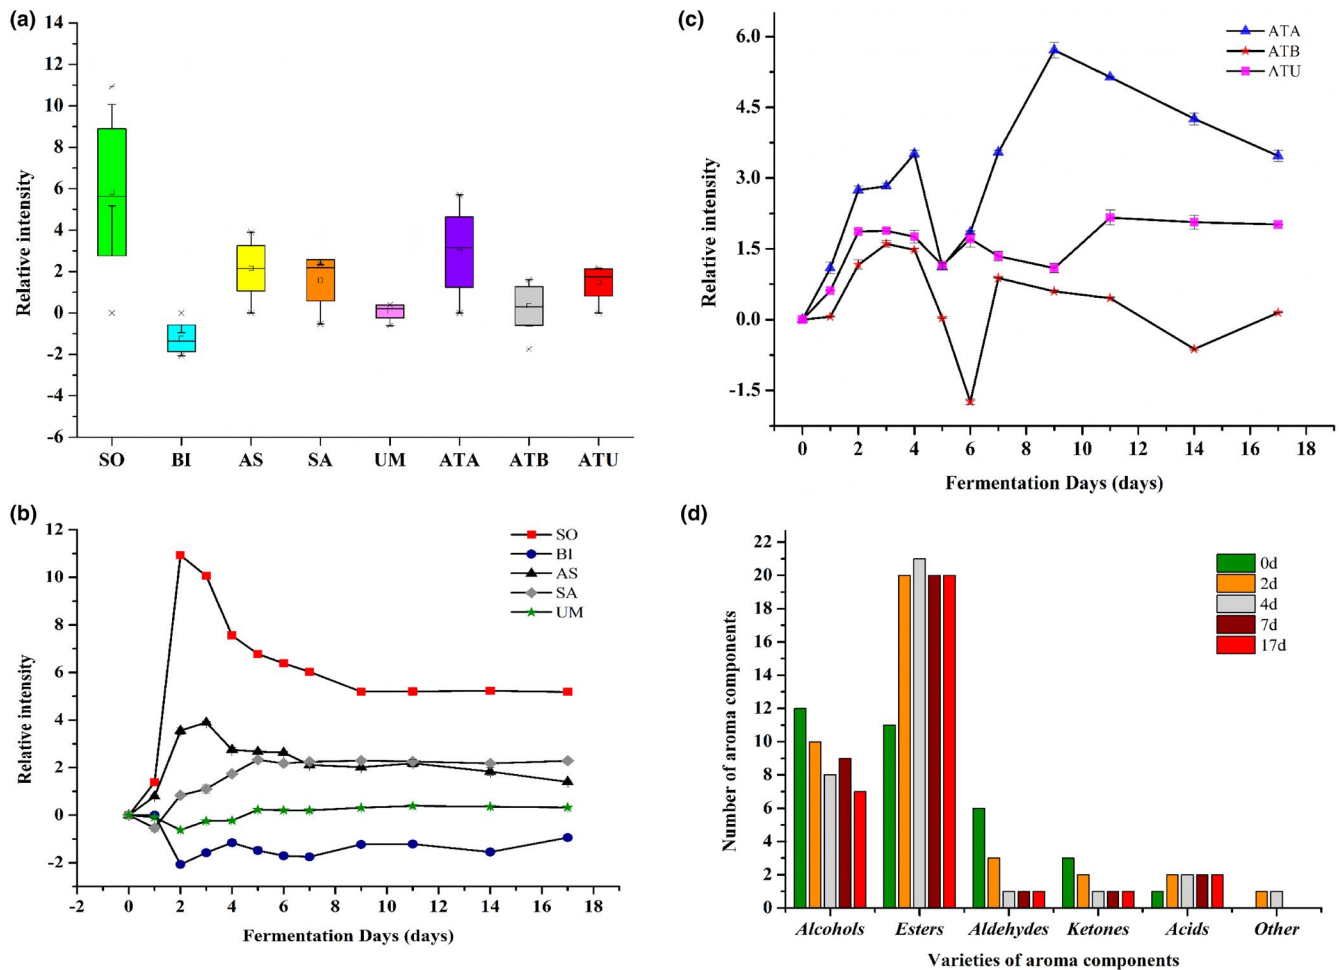 (a)
14
12
10
8
6
4
2
0
-2
-4
-6
Relative intensity
SO BI AS SA UM ATA ATB ATU
(c)
6.0
4.5
3.0
1.5
0.0
-1.5
Relative intensity
ATA
ATB
ATU
0 2 4 6 8 10 12 14 16 18
Fermentation Days (days)
(b)
12
10
8
6
4
2
0
-2
Relative intensity
SO
BI
AS
SA
UM
-2 0 2 4 6 8 10 12 14 16 18
Fermentation Days (days)
(d)
22
20
18
16
14
12
10
8
6
4
2
0
Number of aroma components
0d
2d
4d
7d
17d
Alcohols Esters Aldehydes Ketones Acids Other
Varieties of aroma components